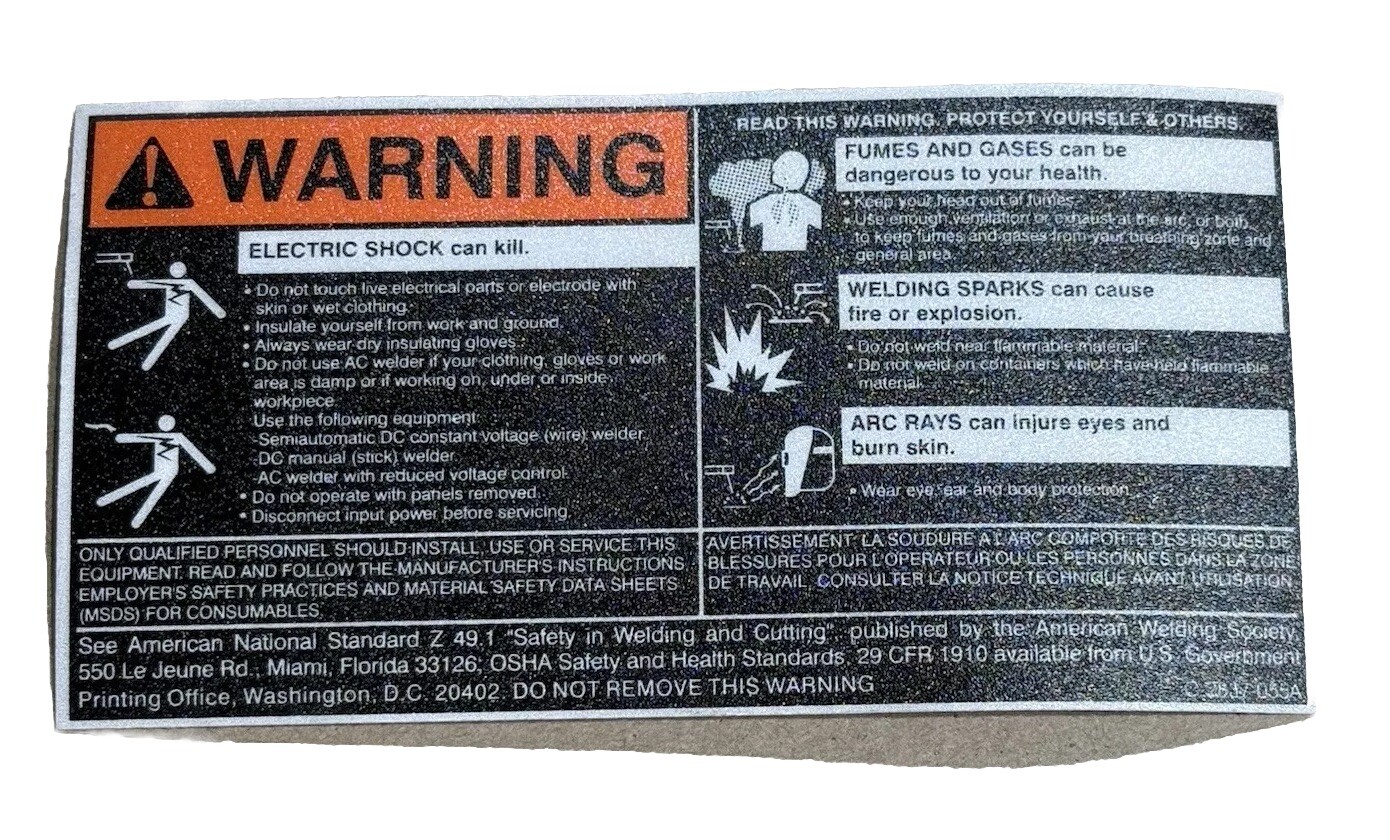 WARNING
ELECTRIC SHOCK can kill.
• Do not touch live electrical parts or electrode with
skin or wet clothing.
• Insulate yourself from work and ground.
• Always wear dry insulating gloves.
• Do not use AC welder if your clothing, gloves or work
area is damp or if working on, under or inside
workpiece.
Use the following equipment:
-Semiautomatic DC constant voltage (wire) welder.
-DC manual (stick) welder.
-AC welder with reduced voltage control.
• Do not operate with panels removed.
• Disconnect input power before servicing.
READ THIS WARNING. PROTECT YOURSELF & OTHERS.
FUMES AND GASES can be
dangerous to your health.
• Keep your head out of fumes.
• Use enough ventilation or exhaust at the arc, or both,
to keep fumes and gases from your breathing zone and
general area.
WELDING SPARKS can cause
fire or explosion.
• Do not weld near flammable material.
• Do not weld on containers which have held flammable
material.
ARC RAYS can injure eyes and
burn skin.
• Wear eye, ear and body protection.
ONLY QUALIFIED PERSONNEL SHOULD INSTALL, USE OR SERVICE THIS
EQUIPMENT. READ AND FOLLOW THE MANUFACTURER'S INSTRUCTIONS,
EMPLOYER'S SAFETY PRACTICES AND MATERIAL SAFETY DATA SHEETS
(MSDS) FOR CONSUMABLES.
AVERTISSEMENT: LA SOUDURE A L'ARC COMPORTE DES RISQUES DE
BLESSURES POUR L'OPERATEUR OU LES PERSONNES DANS LA ZONE
DE TRAVAIL. CONSULTER LA NOTICE TECHNIQUE AVANT UTILISATION.
See American National Standard Z 49.1 "Safety in Welding and Cutting", published by the American Welding Society,
550 Le Jeune Rd., Miami, Florida 33126; OSHA Safety and Health Standards, 29 CFR 1910 available from U.S. Government
Printing Office, Washington, D.C. 20402. DO NOT REMOVE THIS WARNING